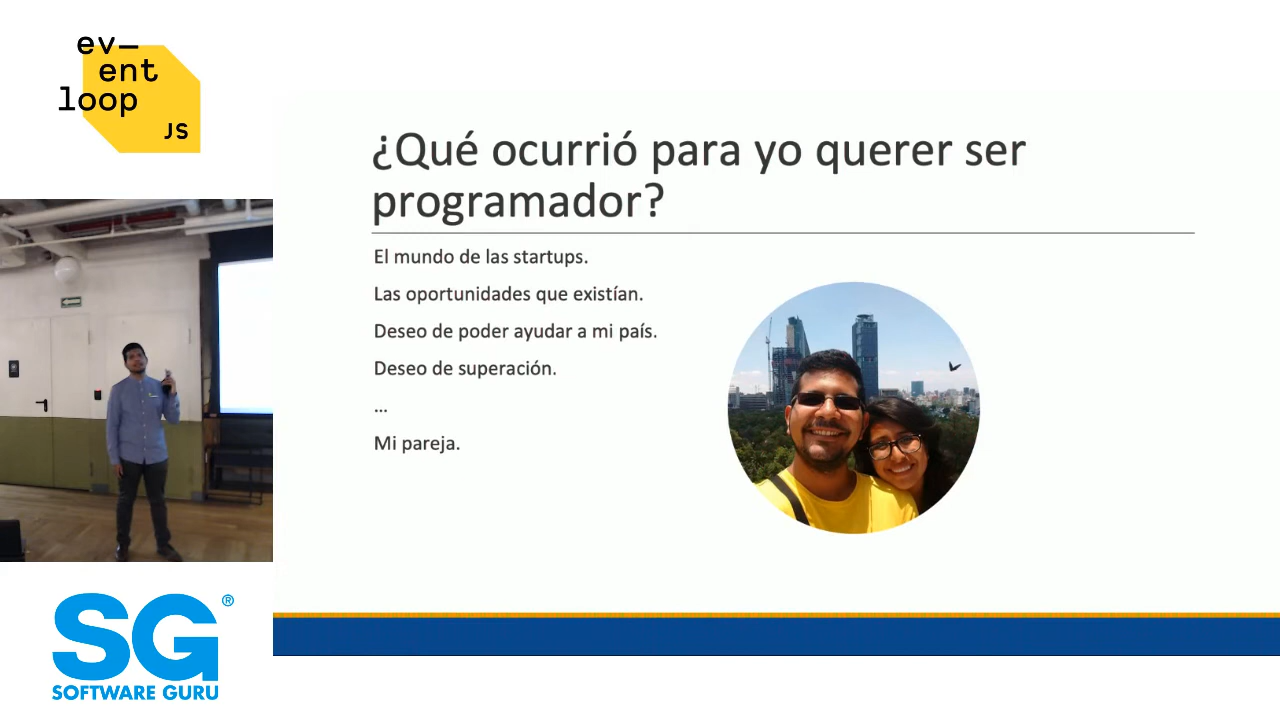 ev–
ent
loop
JS
¿Qué ocurrió para yo querer ser
programador?
El mundo de las startups.
Las oportunidades que existían.
Deseo de poder ayudar a mi país.
Deseo de superación.
...
Mi pareja.
SG®
SOFTWARE GURU